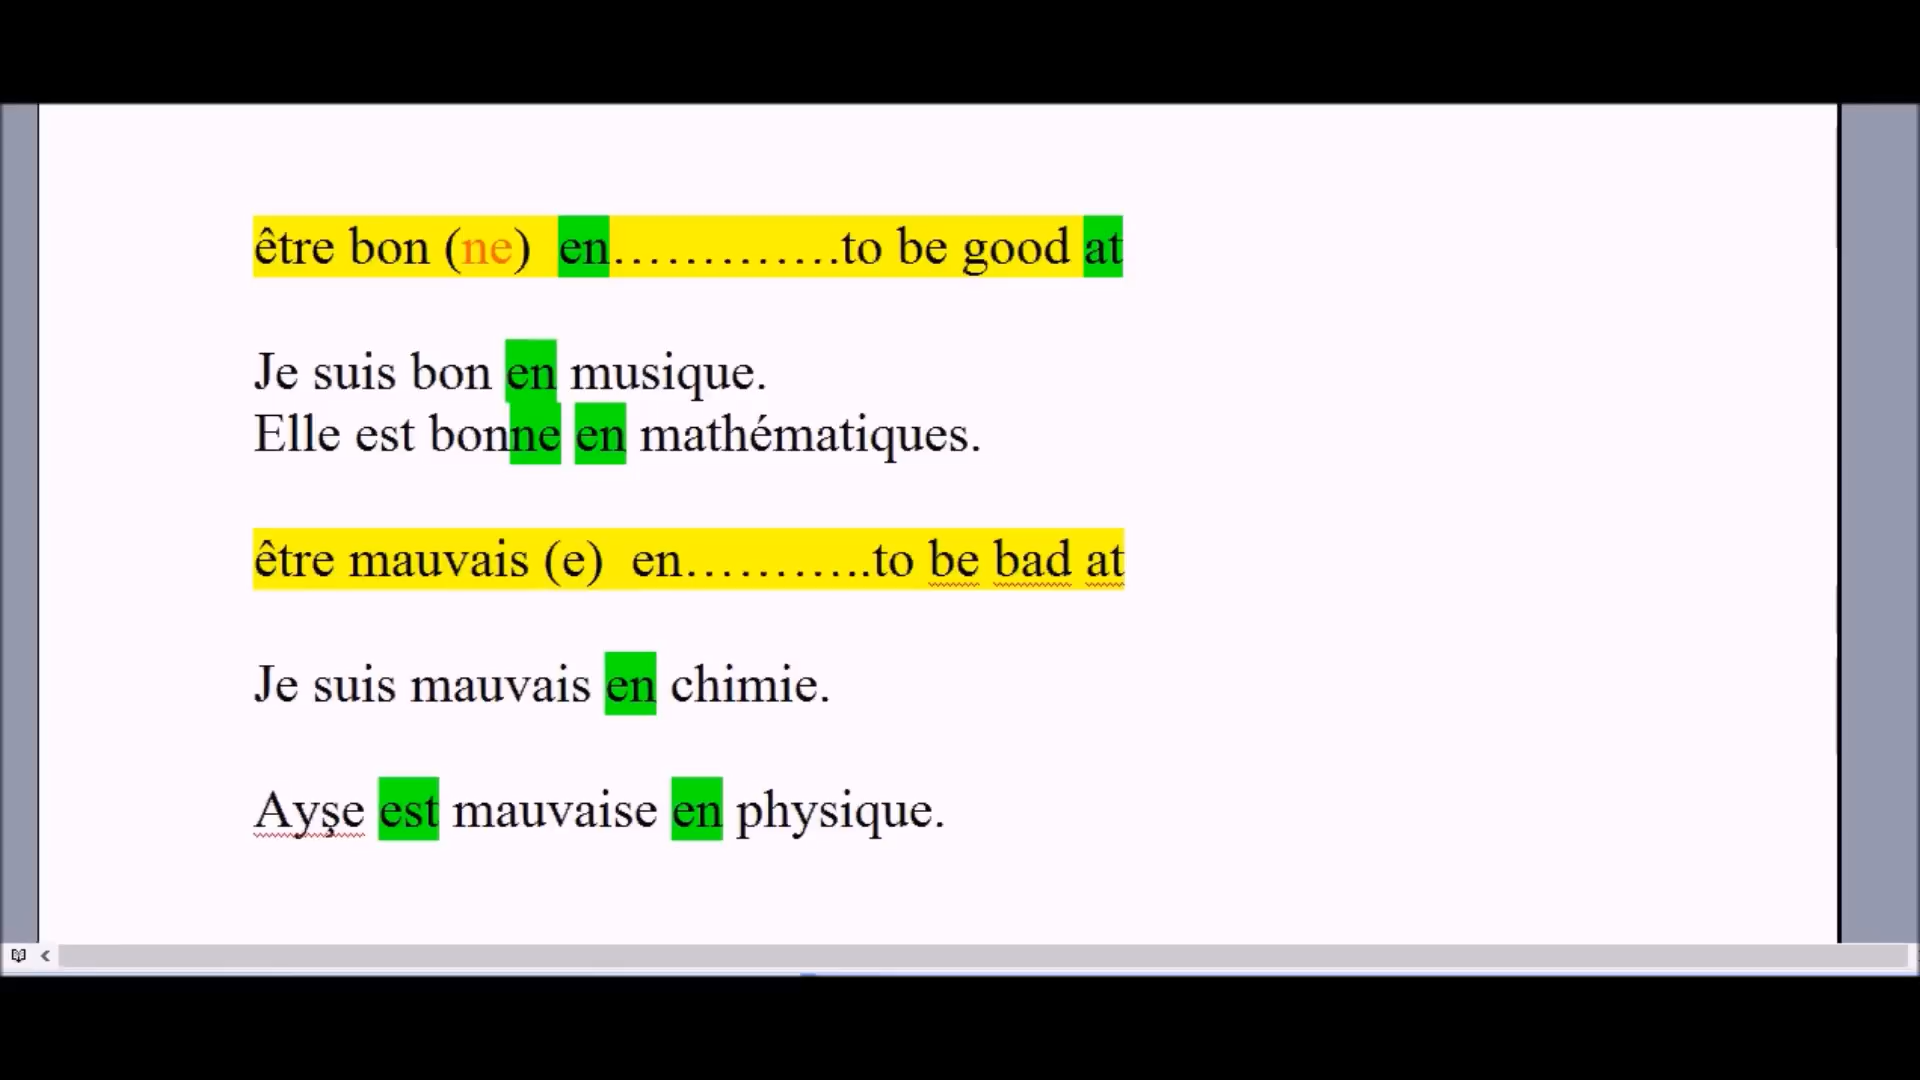 être bon (ne)  en………….to be good at
Je suis bon en musique.
Elle est bonne en mathématiques.
être mauvais (e)  en………..to be bad at
Je suis mauvais en chimie.
Ayşe est mauvaise en physique.